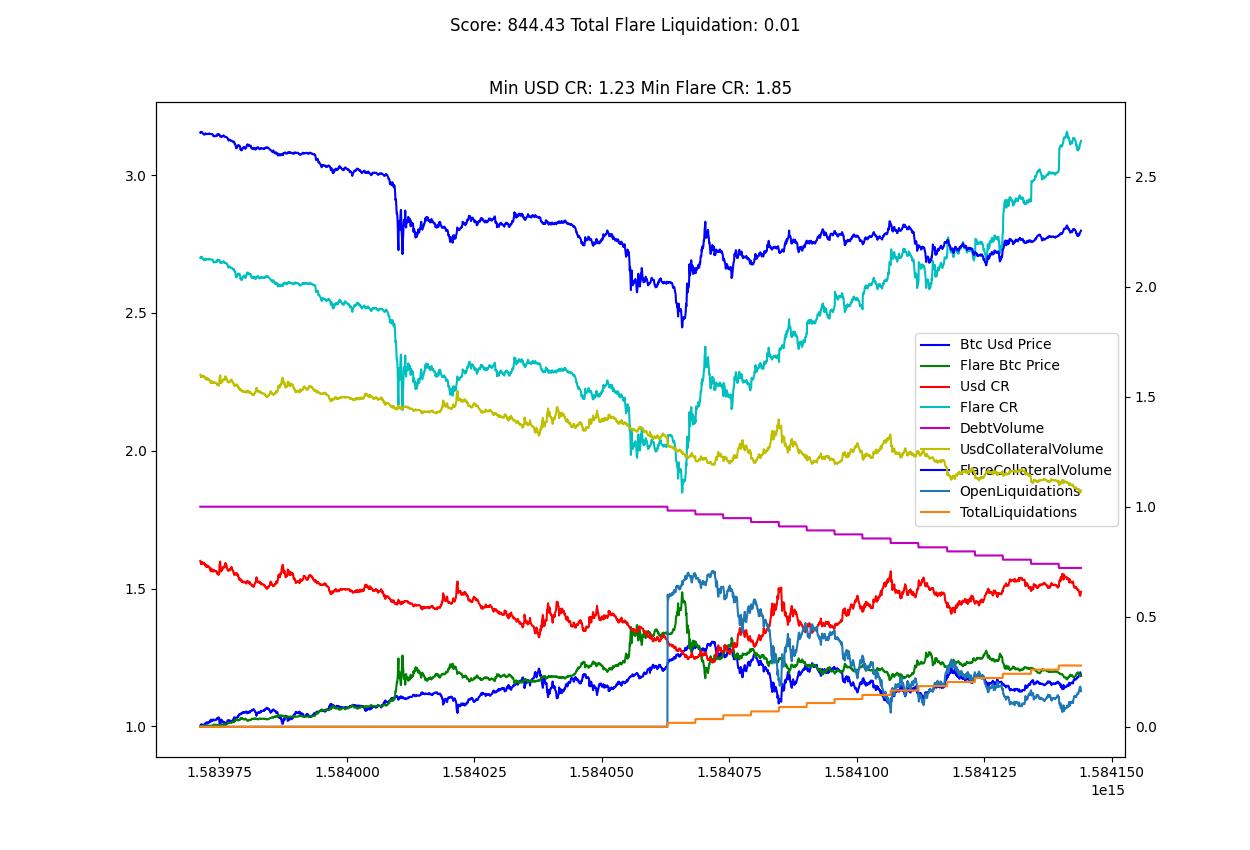 Score: 844.43 Total Flare Liquidation: 0.01
Min USD CR: 1.23 Min Flare CR: 1.85
3.0
2.5
2.0
1.5
1.0
2.5
2.0
1.5
1.0
0.5
0.0
Btc Usd Price
Flare Btc Price
Usd CR
Flare CR
DebtVolume
UsdCollateralVolume
FlareCollateralVolume
OpenLiquidations
TotalLiquidations
1.583975 1.584000 1.584025 1.584050 1.584075 1.584100 1.584125 1.584150
1e15